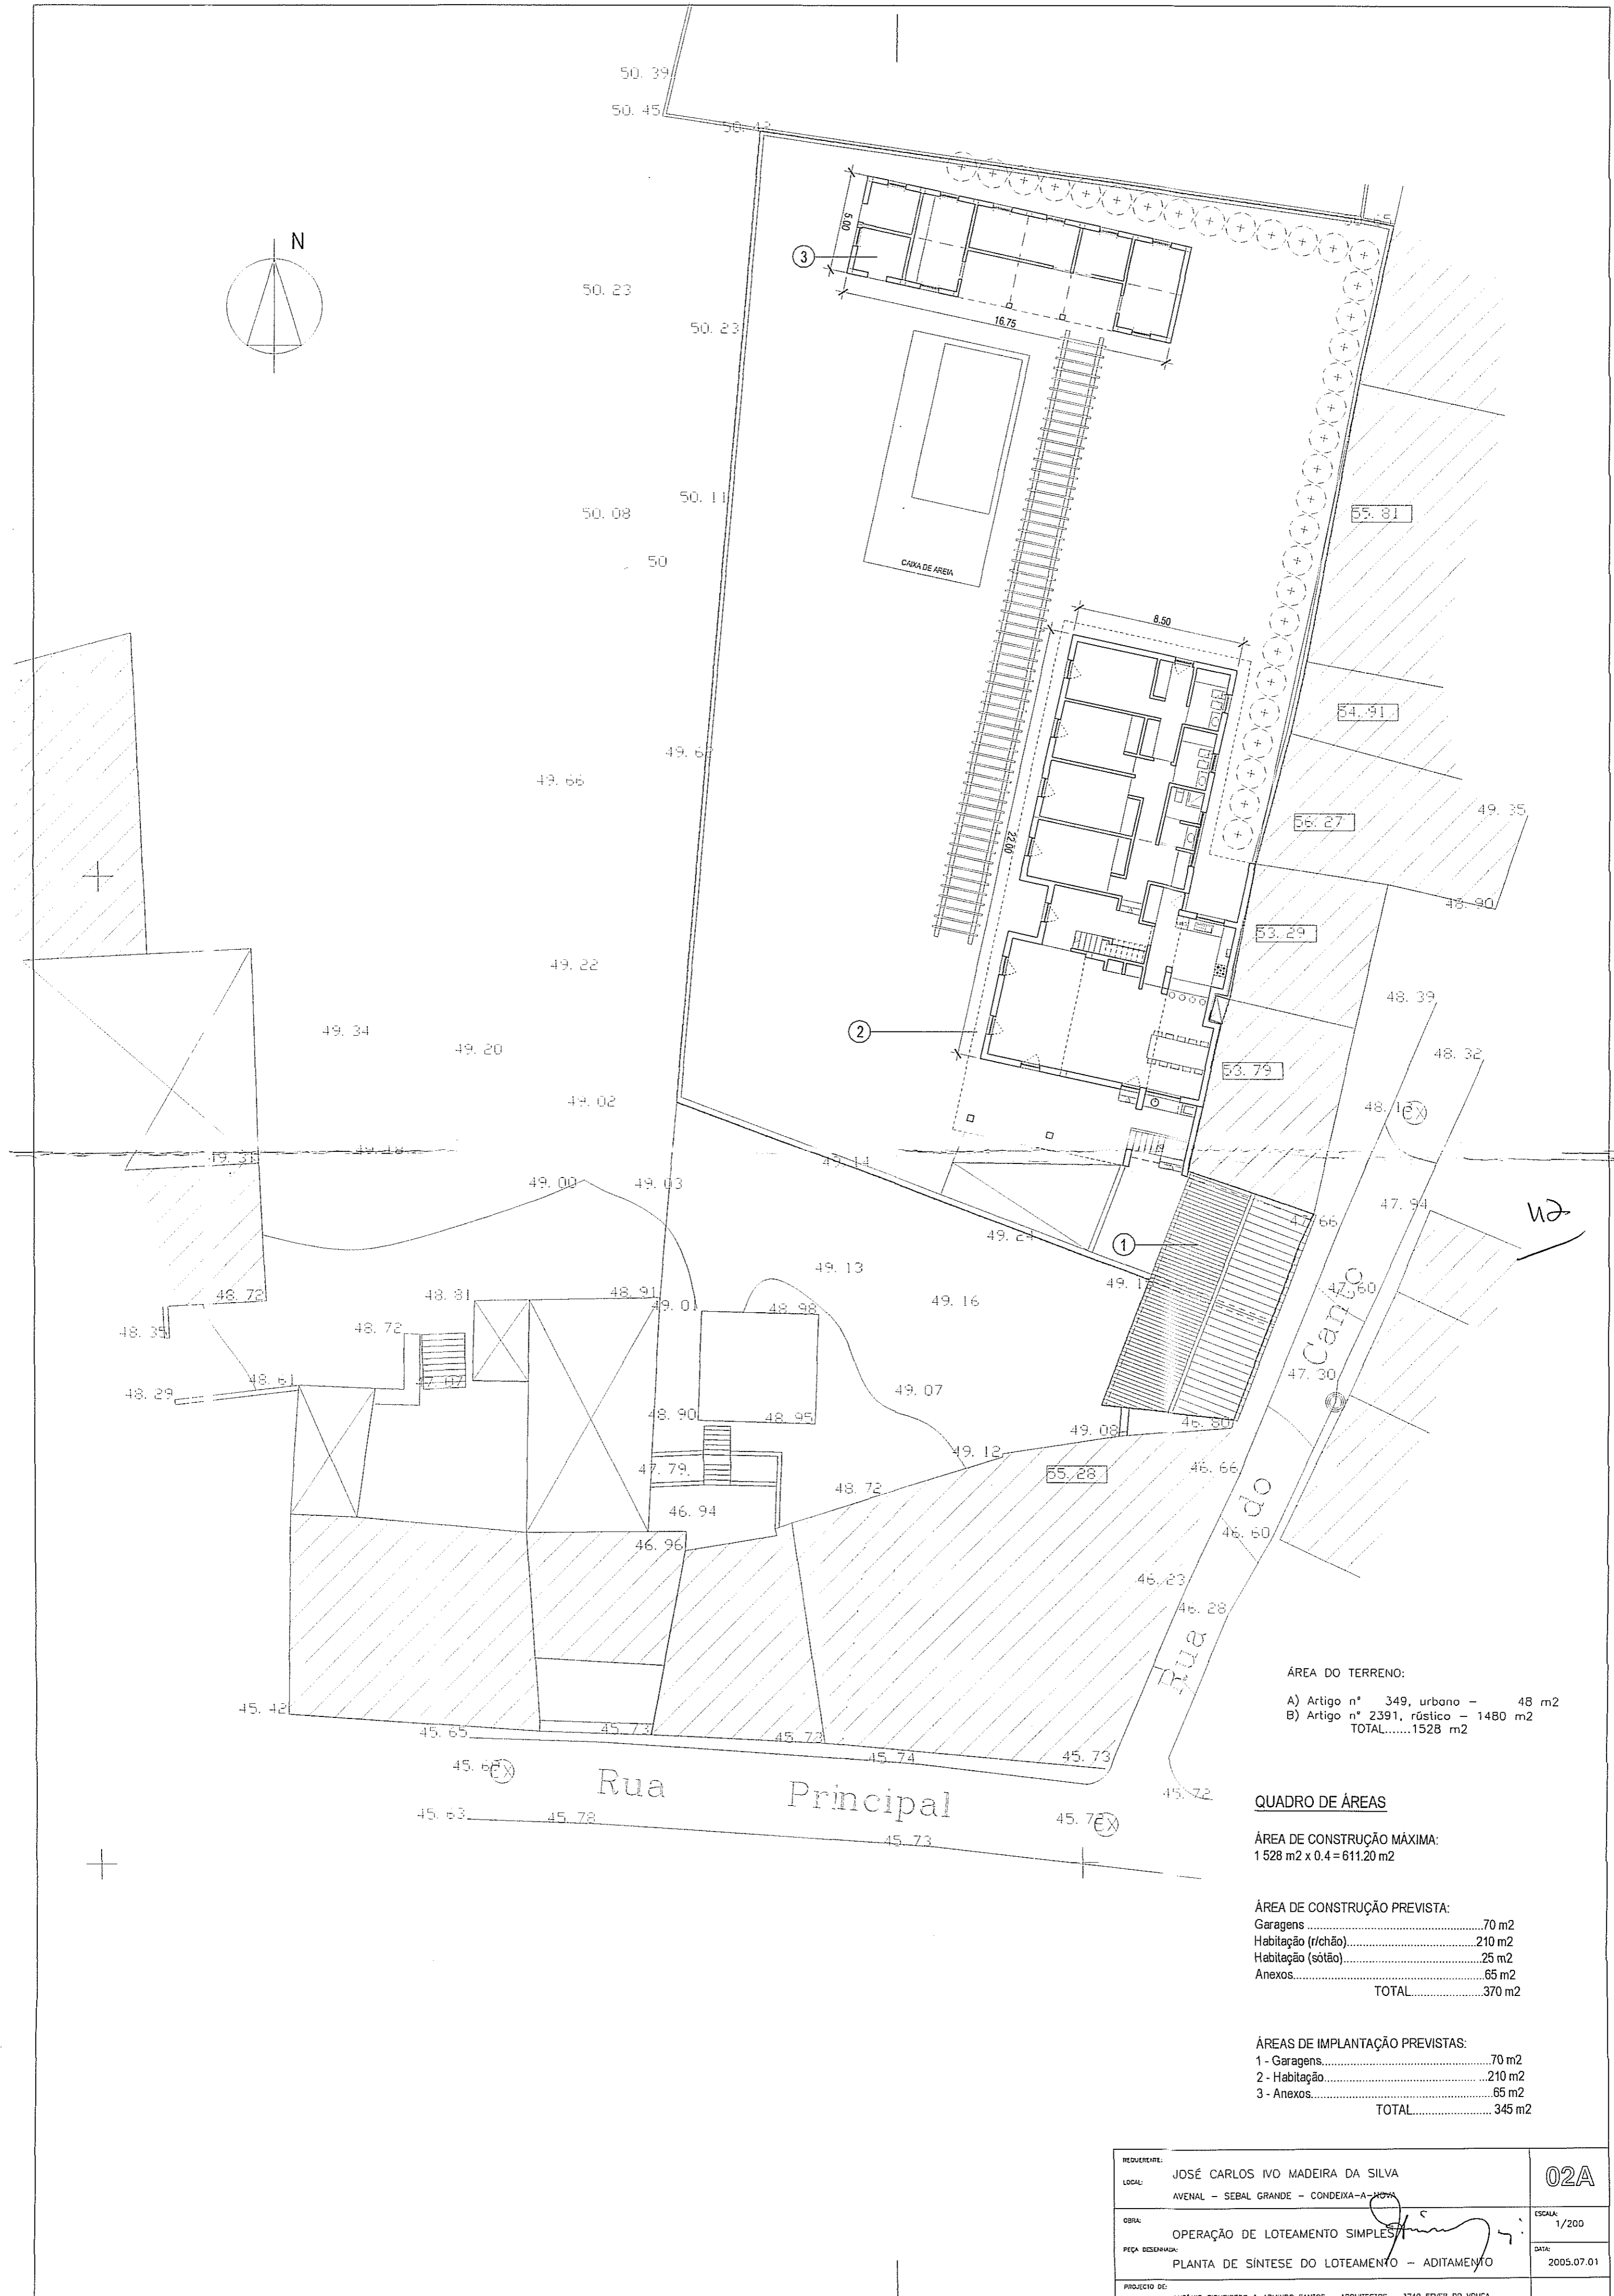 50. 39
50. 45
50. 43
N
5.00
3
50. 23
50. 23
16.75
50. 11
50. 08
55. 81
50
CAIXA DE AREIA
8.50
54. 91
49. 66
49. 35
56. 27
22.00
48. 90
53. 29
49. 22
48. 39
49. 34
2
49. 20
48. 32
53. 79
49. 02
49. 14
49. 00
49. 03
47. 94
47. 66
49. 24
1
49. 13
47. 60
48. 72
48. 81
48. 91
49. 01
48. 98
49. 16
48. 35
48. 72
47. 30
48. 29
48. 61
49. 07
48. 90
48. 95
49. 08
46. 80
49. 12
47. 79
55. 28
46. 66
48. 72
46. 94
46. 60
46. 96
46. 23
46. 28
Rua do Canto
ÁREA DO TERRENO:
A) Artigo nº 349, urbano – 48 m2
B) Artigo nº 2391, rústico – 1480 m2
TOTAL.......1528 m2
45. 42
45. 65
45. 73
45. 73
45. 74
45. 73
EX
Rua Principal
45. 72
45. 63
45. 78
45. 73
EX
QUADRO DE ÁREAS
ÁREA DE CONSTRUÇÃO MÁXIMA:
1 528 m2 x 0.4 = 611.20 m2
ÁREA DE CONSTRUÇÃO PREVISTA:
Garagens ........................70 m2
Habitação (r/chão)........................210 m2
Habitação (sótão)........................25 m2
Anexos........................65 m2
TOTAL........................370 m2
ÁREAS DE IMPLANTAÇÃO PREVISTAS:
1 - Garagens........................70 m2
2 - Habitação........................210 m2
3 - Anexos........................65 m2
TOTAL........................ 345 m2
REQUERENTE:
JOSÉ CARLOS IVO MADEIRA DA SILVA
02A
LOCAL:
AVENAL – SEBAL GRANDE – CONDEIXA-A-NOVA
OBRA:
OPERAÇÃO DE LOTEAMENTO SIMPLES
ESCALA:
1/200
PEÇA DESENHADA:
PLANTA DE SÍNTESE DO LOTEAMENTO – ADITAMENTO
DATA:
2005.07.01
PROJECTO DE: